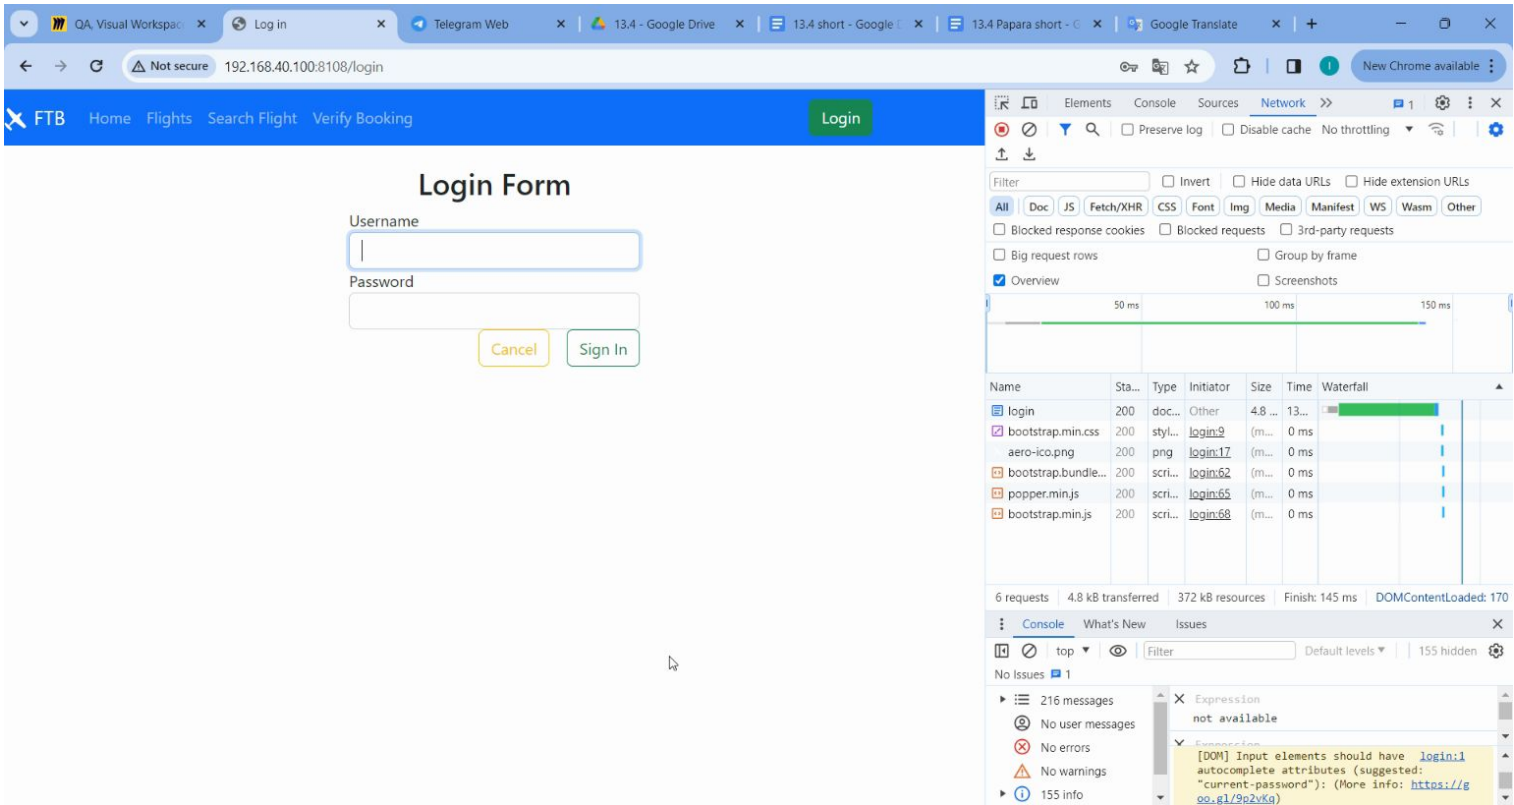 QA, Visual Workspac
Log in
Telegram Web
13.4 - Google Drive
13.4 short - Google D
13.4 Papara short - G
Google Translate
Not secure
192.168.40.100:8108/login
New Chrome available
FTB
Home
Flights
Search Flight
Verify Booking
Login
Login Form
Username
Password
Cancel
Sign In
Elements
Console
Sources
Network
1
Preserve log
Disable cache
No throttling
Filter
Invert
Hide data URLs
Hide extension URLs
All
Doc
JS
Fetch/XHR
CSS
Font
Img
Media
Manifest
WS
Wasm
Other
Blocked response cookies
Blocked requests
3rd-party requests
Big request rows
Group by frame
Overview
Screenshots
50 ms
100 ms
150 ms
Name Sta... Type Initiator Size Time Waterfall
login 200 doc... Other 4.8 ... 13...
bootstrap.min.css 200 styl... login:9 (m... 0 ms
aero-ico.png 200 png login:17 (m... 0 ms
bootstrap.bundle... 200 scri... login:62 (m... 0 ms
popper.min.js 200 scri... login:65 (m... 0 ms
bootstrap.min.js 200 scri... login:68 (m... 0 ms
6 requests
4.8 kB transferred
372 kB resources
Finish: 145 ms
DOMContentLoaded: 170
Console
What's New
Issues
top
Filter
Default levels
155 hidden
No Issues 1
216 messages
No user messages
No errors
No warnings
155 info
Expression
not available
Expression
[DOM] Input elements should have login:1
autocomplete attributes (suggested:
"current-password"): (More info: https://g
oo.gl/9p2vKq)